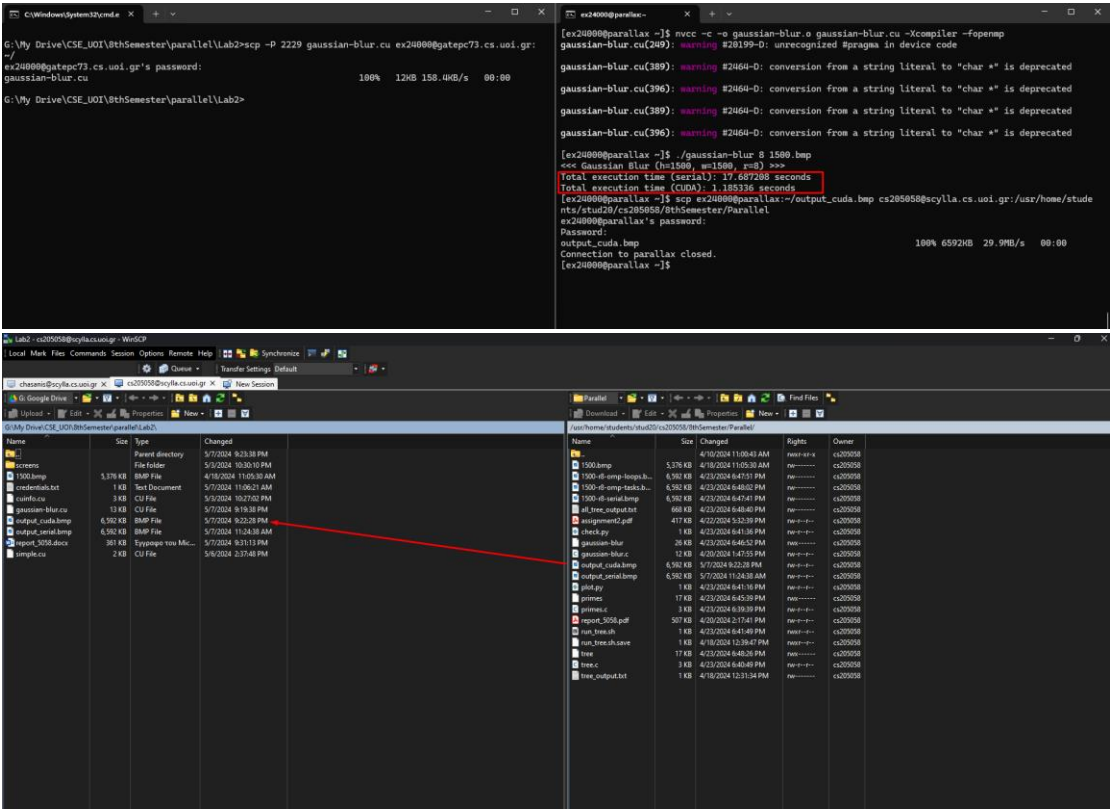 C:\Windows\System32\cmd.e
G:\My Drive\CSE_UOI\8thSemester\parallel\Lab2>scp -P 2229 gaussian-blur.cu ex24000@gatepc73.cs.uoi.gr:
~/
ex24000@gatepc73.cs.uoi.gr's password:
gaussian-blur.cu 100% 12KB 158.4KB/s 00:00
G:\My Drive\CSE_UOI\8thSemester\parallel\Lab2>
ex24000@parallax:~
[ex24000@parallax ~]$ nvcc -c -o gaussian-blur.o gaussian-blur.cu -Xcompiler -fopenmp
gaussian-blur.cu(249): warning #20199-D: unrecognized #pragma in device code
gaussian-blur.cu(389): warning #2464-D: conversion from a string literal to "char *" is deprecated
gaussian-blur.cu(396): warning #2464-D: conversion from a string literal to "char *" is deprecated
gaussian-blur.cu(389): warning #2464-D: conversion from a string literal to "char *" is deprecated
gaussian-blur.cu(396): warning #2464-D: conversion from a string literal to "char *" is deprecated
[ex24000@parallax ~]$ ./gaussian-blur 8 1500.bmp
<<< Gaussian Blur (h=1500, w=1500, r=8) >>>
Total execution time (serial): 17.687208 seconds
Total execution time (CUDA): 1.185336 seconds
[ex24000@parallax ~]$ scp ex24000@parallax:~/output_cuda.bmp cs205058@scylla.cs.uoi.gr:/usr/home/stude
nts/stud20/cs205058/8thSemester/Parallel
ex24000@parallax's password:
Password:
output_cuda.bmp 100% 6592KB 29.9MB/s 00:00
Connection to parallax closed.
[ex24000@parallax ~]$
Lab2 - cs205058@scylla.cs.uoi.gr - WinSCP
Local Mark Files Commands Session Options Remote Help Synchronize
Queue Transfer Settings Default
chasanis@scylla.cs.uoi.gr cs205058@scylla.cs.uoi.gr New Session
G: Google Drive
Upload Edit Properties New
G:\My Drive\CSE_UOI\8thSemester\parallel\Lab2\
Name Size Type Changed
.. Parent directory 5/7/2024 9:23:38 PM
screens File folder 5/3/2024 10:30:10 PM
1500.bmp 5,376 KB BMP File 4/18/2024 11:05:30 AM
credentials.txt 1 KB Text Document 5/7/2024 11:06:21 AM
cuinfo.cu 3 KB CU File 5/3/2024 10:27:02 PM
gaussian-blur.cu 13 KB CU File 5/7/2024 9:19:38 PM
output_cuda.bmp 6,592 KB BMP File 5/7/2024 9:22:28 PM
output_serial.bmp 6,592 KB BMP File 5/7/2024 11:24:38 AM
report_5058.docx 361 KB Έγγραφο του Mic... 5/7/2024 9:31:13 PM
simple.cu 2 KB CU File 5/6/2024 2:37:48 PM
Parallel Find Files
Download Edit Properties New
/usr/home/students/stud20/cs205058/8thSemester/Parallel/
Name Size Changed Rights Owner
.. 4/10/2024 11:00:43 AM rwxr-xr-x cs205058
1500.bmp 5,376 KB 4/18/2024 11:05:30 AM rw------- cs205058
1500-r8-omp-loops.b... 6,592 KB 4/23/2024 6:47:51 PM rw------- cs205058
1500-r8-omp-tasks.b... 6,592 KB 4/23/2024 6:48:02 PM rw------- cs205058
1500-r8-serial.bmp 6,592 KB 4/23/2024 6:47:41 PM rw------- cs205058
all_tree_output.txt 668 KB 4/23/2024 6:48:40 PM rw------- cs205058
assignment2.pdf 417 KB 4/22/2024 5:32:39 PM rw-r--r-- cs205058
check.py 1 KB 4/23/2024 6:41:36 PM rw-r--r-- cs205058
gaussian-blur 26 KB 4/23/2024 6:46:52 PM rwx------ cs205058
gaussian-blur.c 12 KB 4/20/2024 1:47:55 PM rw-r--r-- cs205058
output_cuda.bmp 6,592 KB 5/7/2024 9:22:28 PM rw-r--r-- cs205058
output_serial.bmp 6,592 KB 5/7/2024 11:24:38 AM rw-r--r-- cs205058
plot.py 1 KB 4/23/2024 6:41:16 PM rw-r--r-- cs205058
primes 17 KB 4/23/2024 6:45:39 PM rwx------ cs205058
primes.c 3 KB 4/23/2024 6:39:39 PM rw-r--r-- cs205058
report_5058.pdf 507 KB 4/20/2024 2:17:41 PM rw-r--r-- cs205058
run_tree.sh 1 KB 4/23/2024 6:41:49 PM rwxr--r-- cs205058
run_tree.sh.save 1 KB 4/18/2024 12:39:47 PM rwxr--r-- cs205058
tree 17 KB 4/23/2024 6:48:26 PM rwx------ cs205058
tree.c 3 KB 4/23/2024 6:40:49 PM rw-r--r-- cs205058
tree_output.txt 1 KB 4/18/2024 12:31:34 PM rw------- cs205058